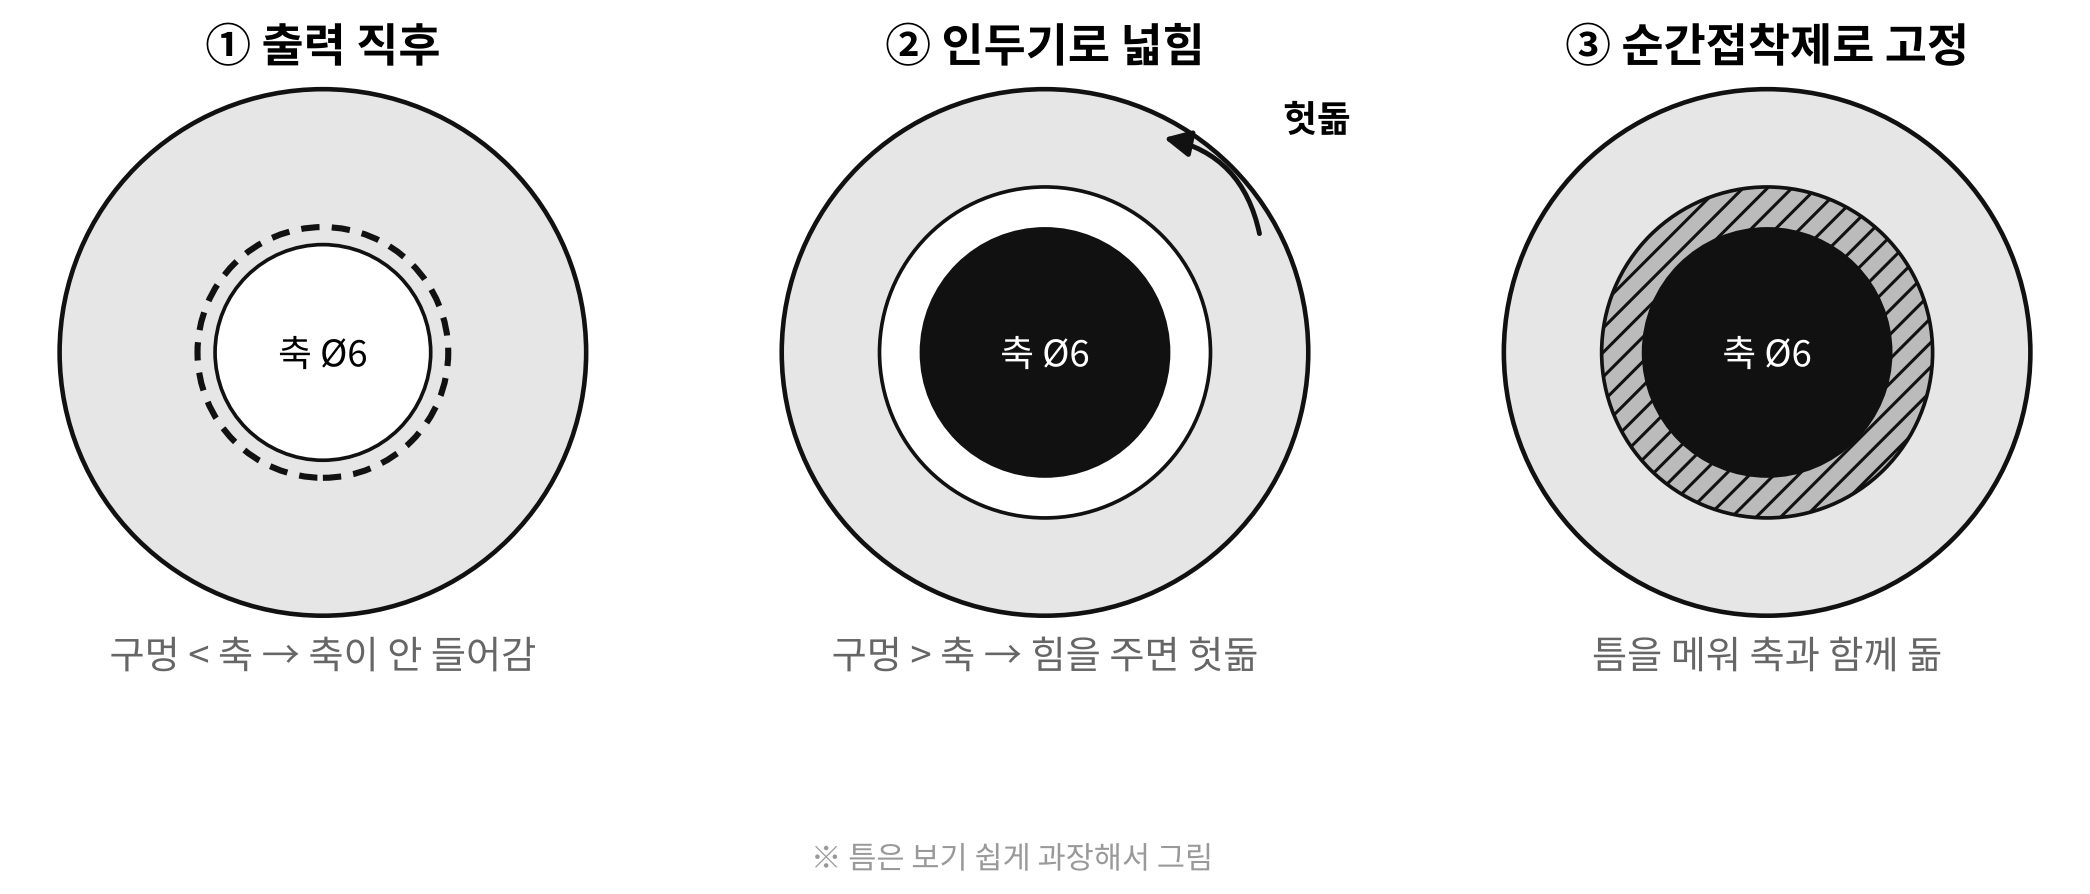 ① 출력 직후
② 인두기로 넓힘
③ 순간접착제로 고정
헛돎
축 Ø6
축 Ø6
축 Ø6
구멍 < 축 → 축이 안 들어감
구멍 > 축 → 힘을 주면 헛돎
틈을 메워 축과 함께 돎
※ 틈은 보기 쉽게 과장해서 그림